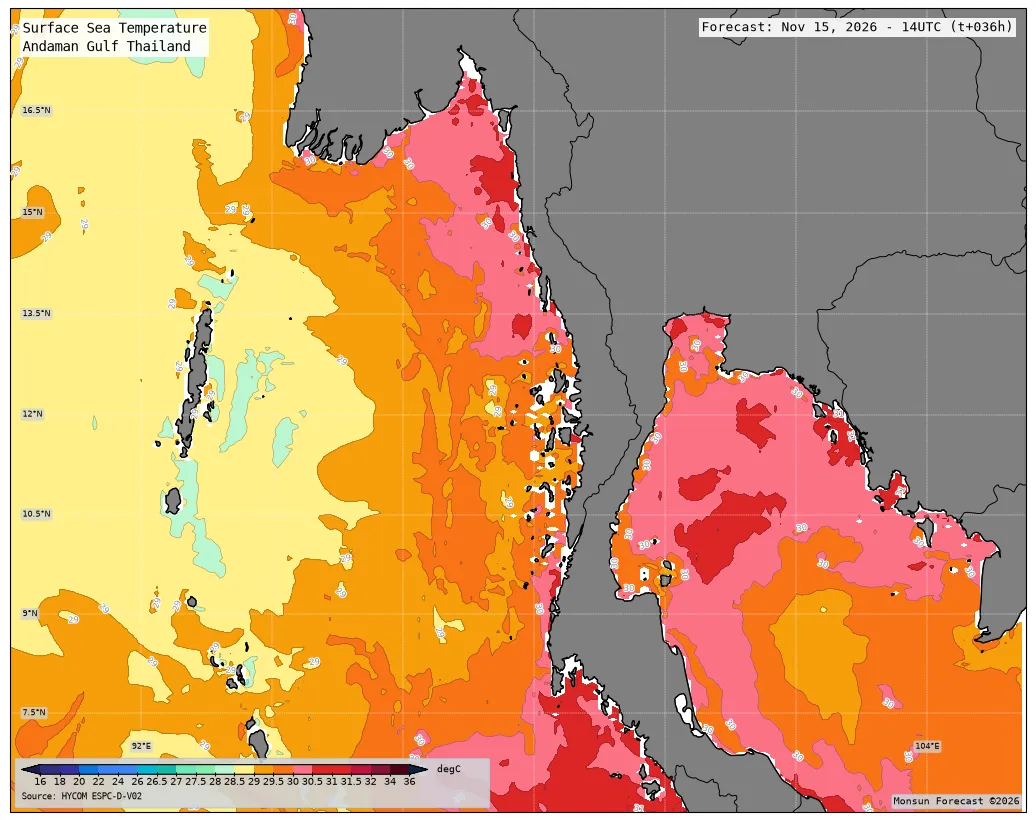 Surface Sea Temperature
Andaman Gulf Thailand
Forecast: Nov 15, 2026 - 14UTC (t+036h)
16.5°N
15°N
13.5°N
12°N
10.5°N
9°N
7.5°N
92°E
104°E
degC
16 18 20 22 24 26 26.5 27 27.5 28 28.5 29 29.5 30 30.5 31 31.5 32 34 36
Source: HYCOM ESPC-D-V02
Monsun Forecast ©2026